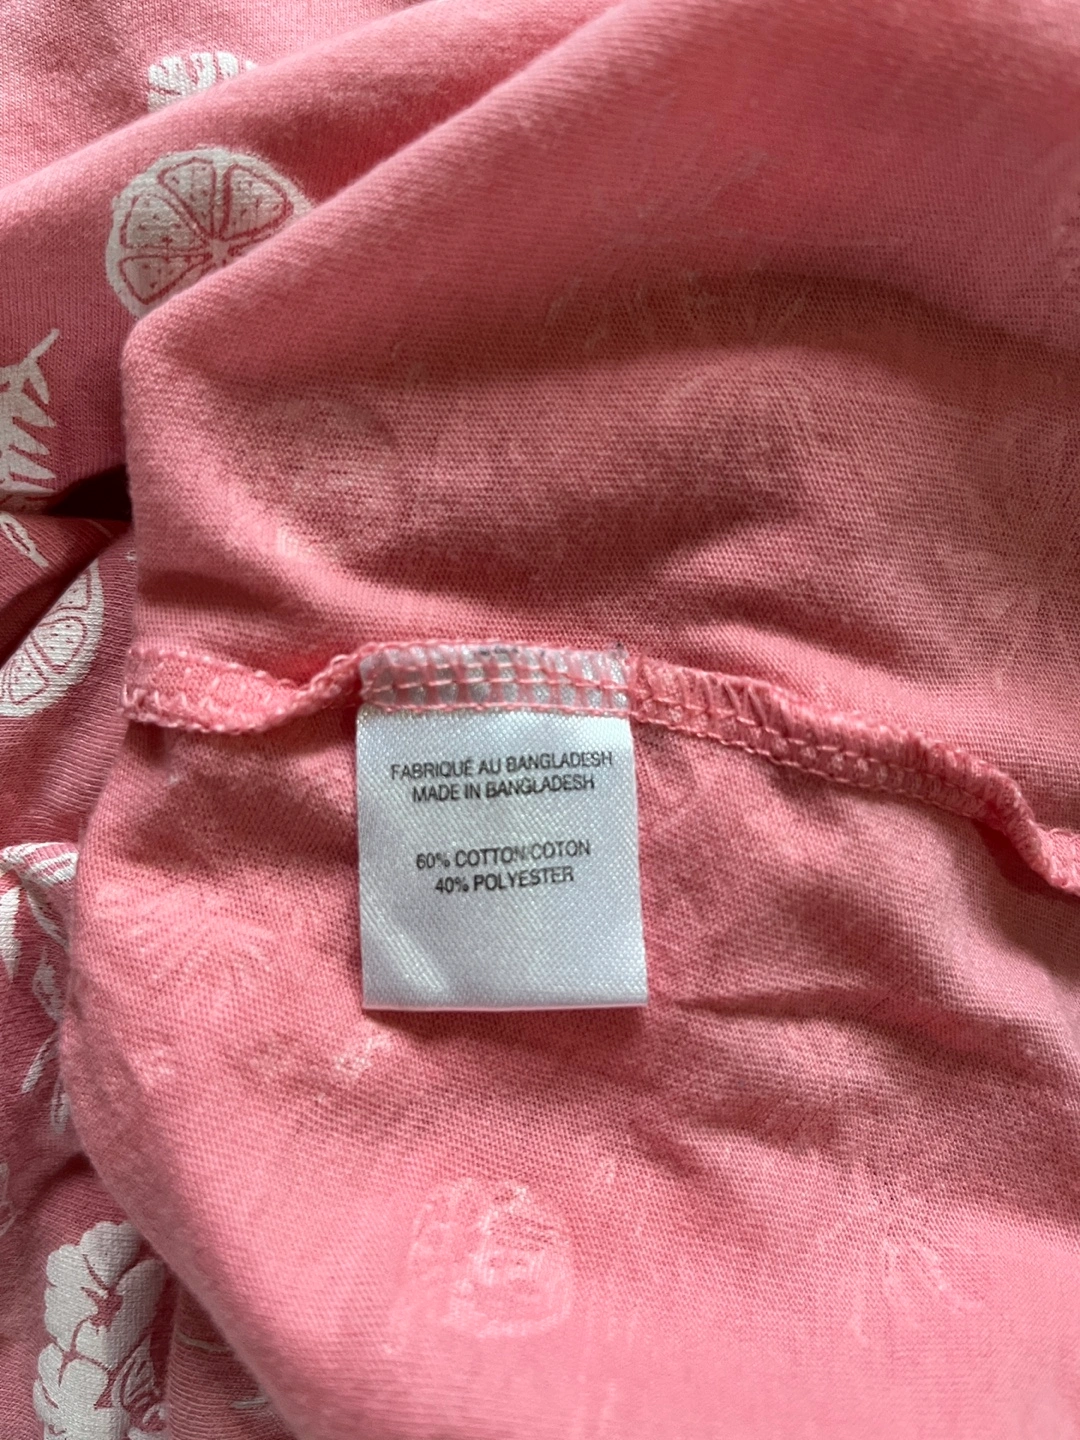 FABRIQUÉ AU BANGLADESH
MADE IN BANGLADESH
60% COTTON/COTON
40% POLYESTER